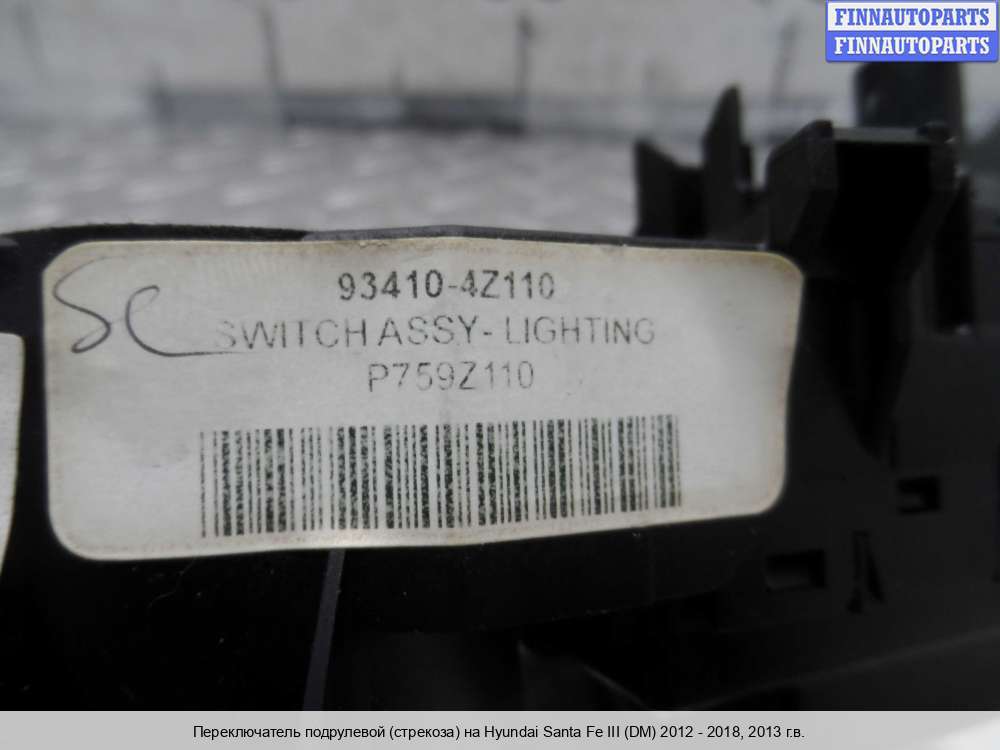 FINNAUTOPARTS
FINNAUTOPARTS
93410-4Z110
SC
SWITCH ASSY- LIGHTING
P759Z110
Переключатель подрулевой (стрекоза) на Hyundai Santa Fe III (DM) 2012 - 2018, 2013 г.в.